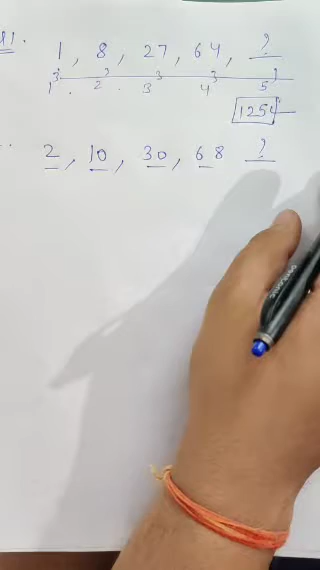 1, 8, 27, 64, ?
1³ 2³ 3³ 4³ 5³
125
2, 10, 30, 68 ?